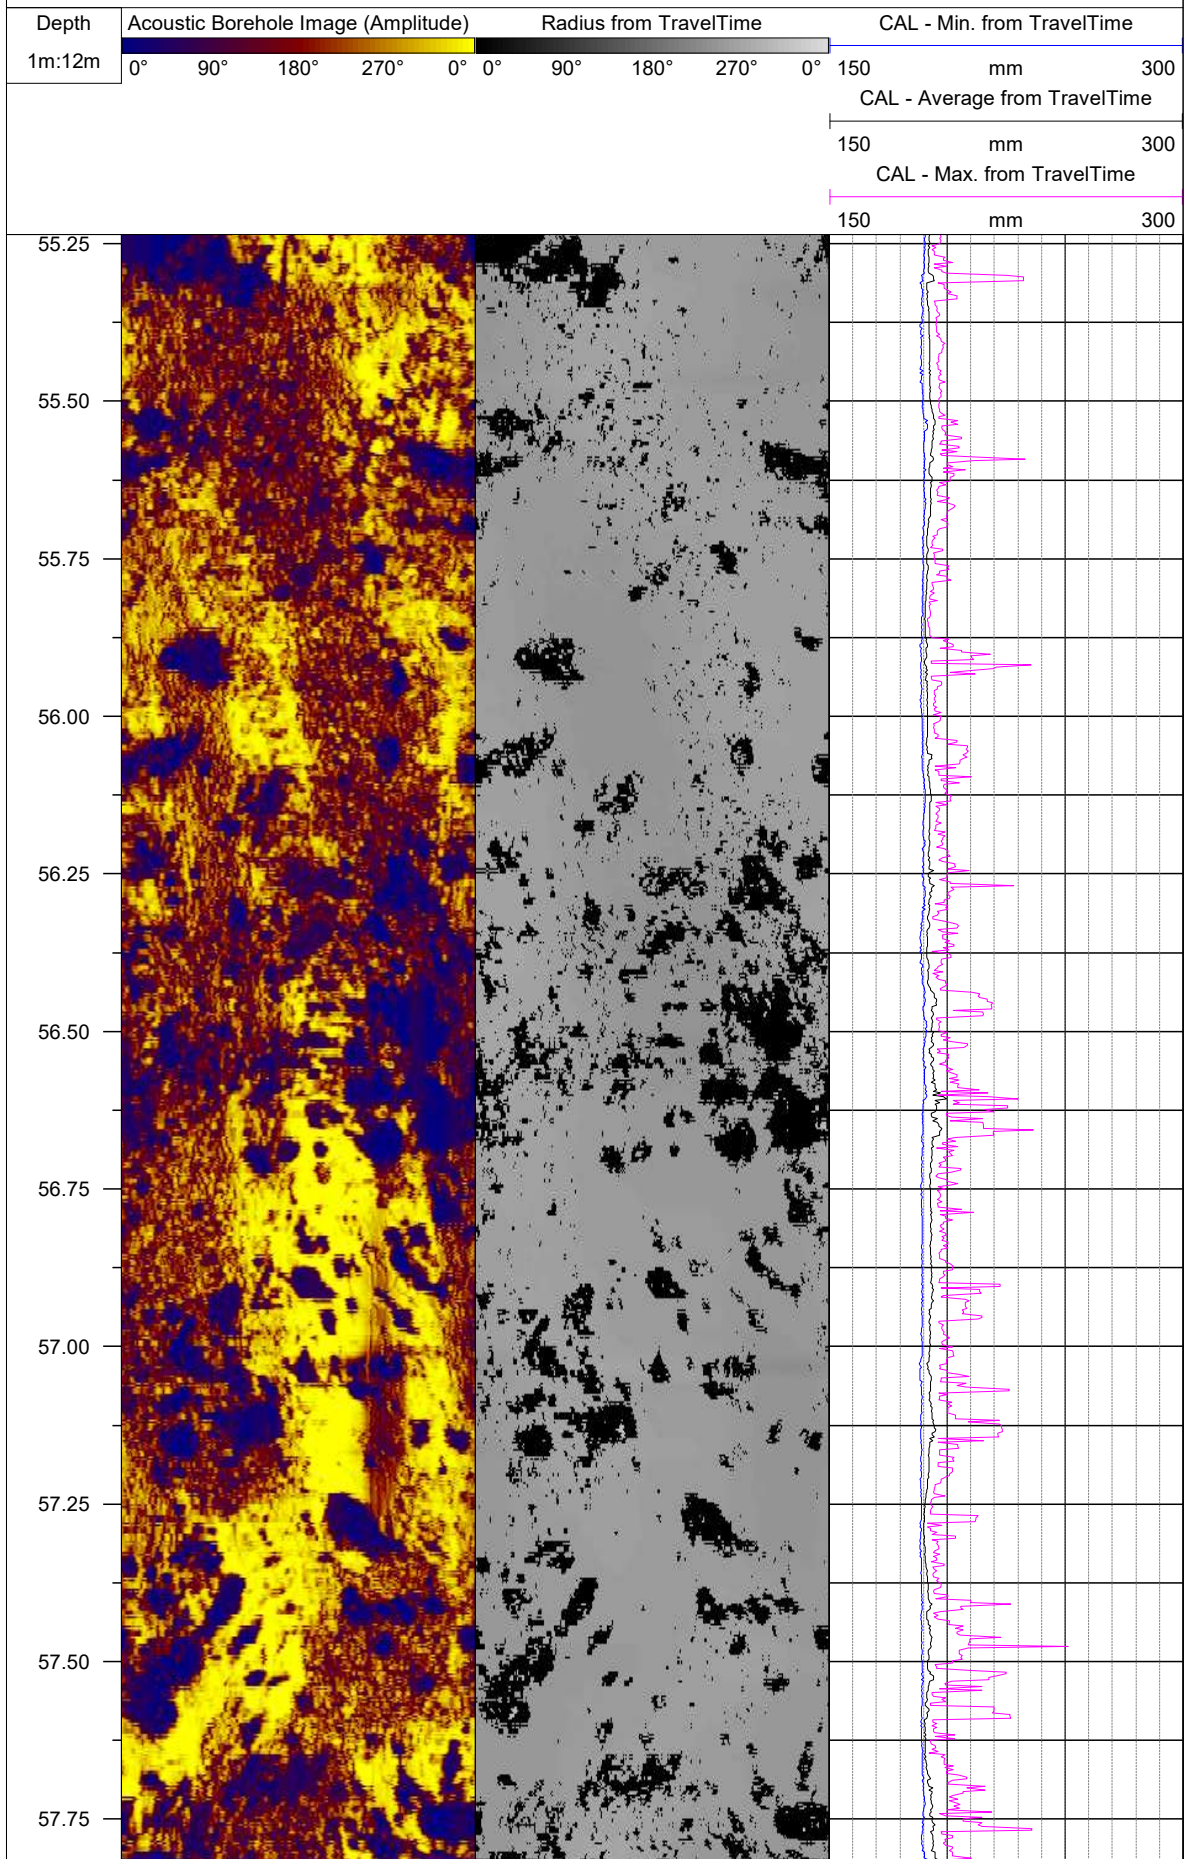 Depth
1m:12m
Acoustic Borehole Image (Amplitude)
0° 90° 180° 270° 0°
Radius from TravelTime
0° 90° 180° 270° 0°
CAL - Min. from TravelTime
150 mm 300
CAL - Average from TravelTime
150 mm 300
CAL - Max. from TravelTime
150 mm 300
55.25
55.50
55.75
56.00
56.25
56.50
56.75
57.00
57.25
57.50
57.75